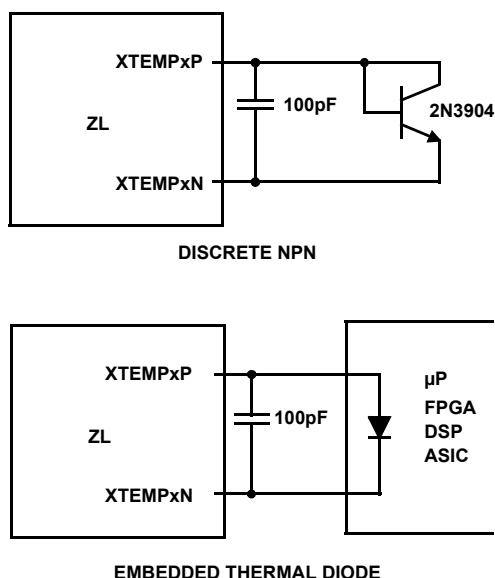 XTEMPxP
100pF
2N3904
ZL
XTEMPxN
DISCRETE NPN
XTEMPxP
100pF
ZL
XTEMPxN
µP
FPGA
DSP
ASIC
EMBEDDED THERMAL DIODE